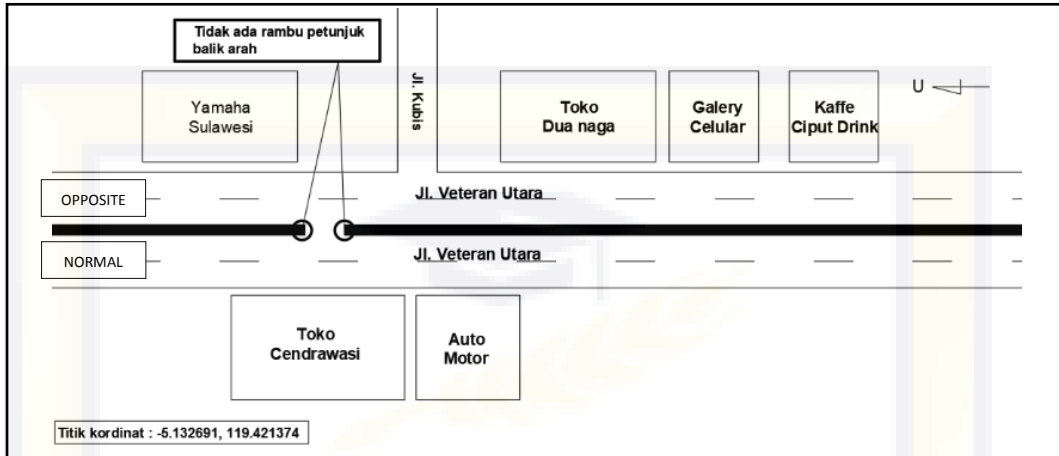 Tidak ada rambu petunjuk
balik arah
Jl. Kubis
Yamaha
Sulawesi
Toko
Dua naga
Galery
Celular
Kaffe
Ciput Drink
U
OPPOSITE
Jl. Veteran Utara
NORMAL
Jl. Veteran Utara
Toko
Cendrawasi
Auto
Motor
Titik kordinat : -5.132691, 119.421374